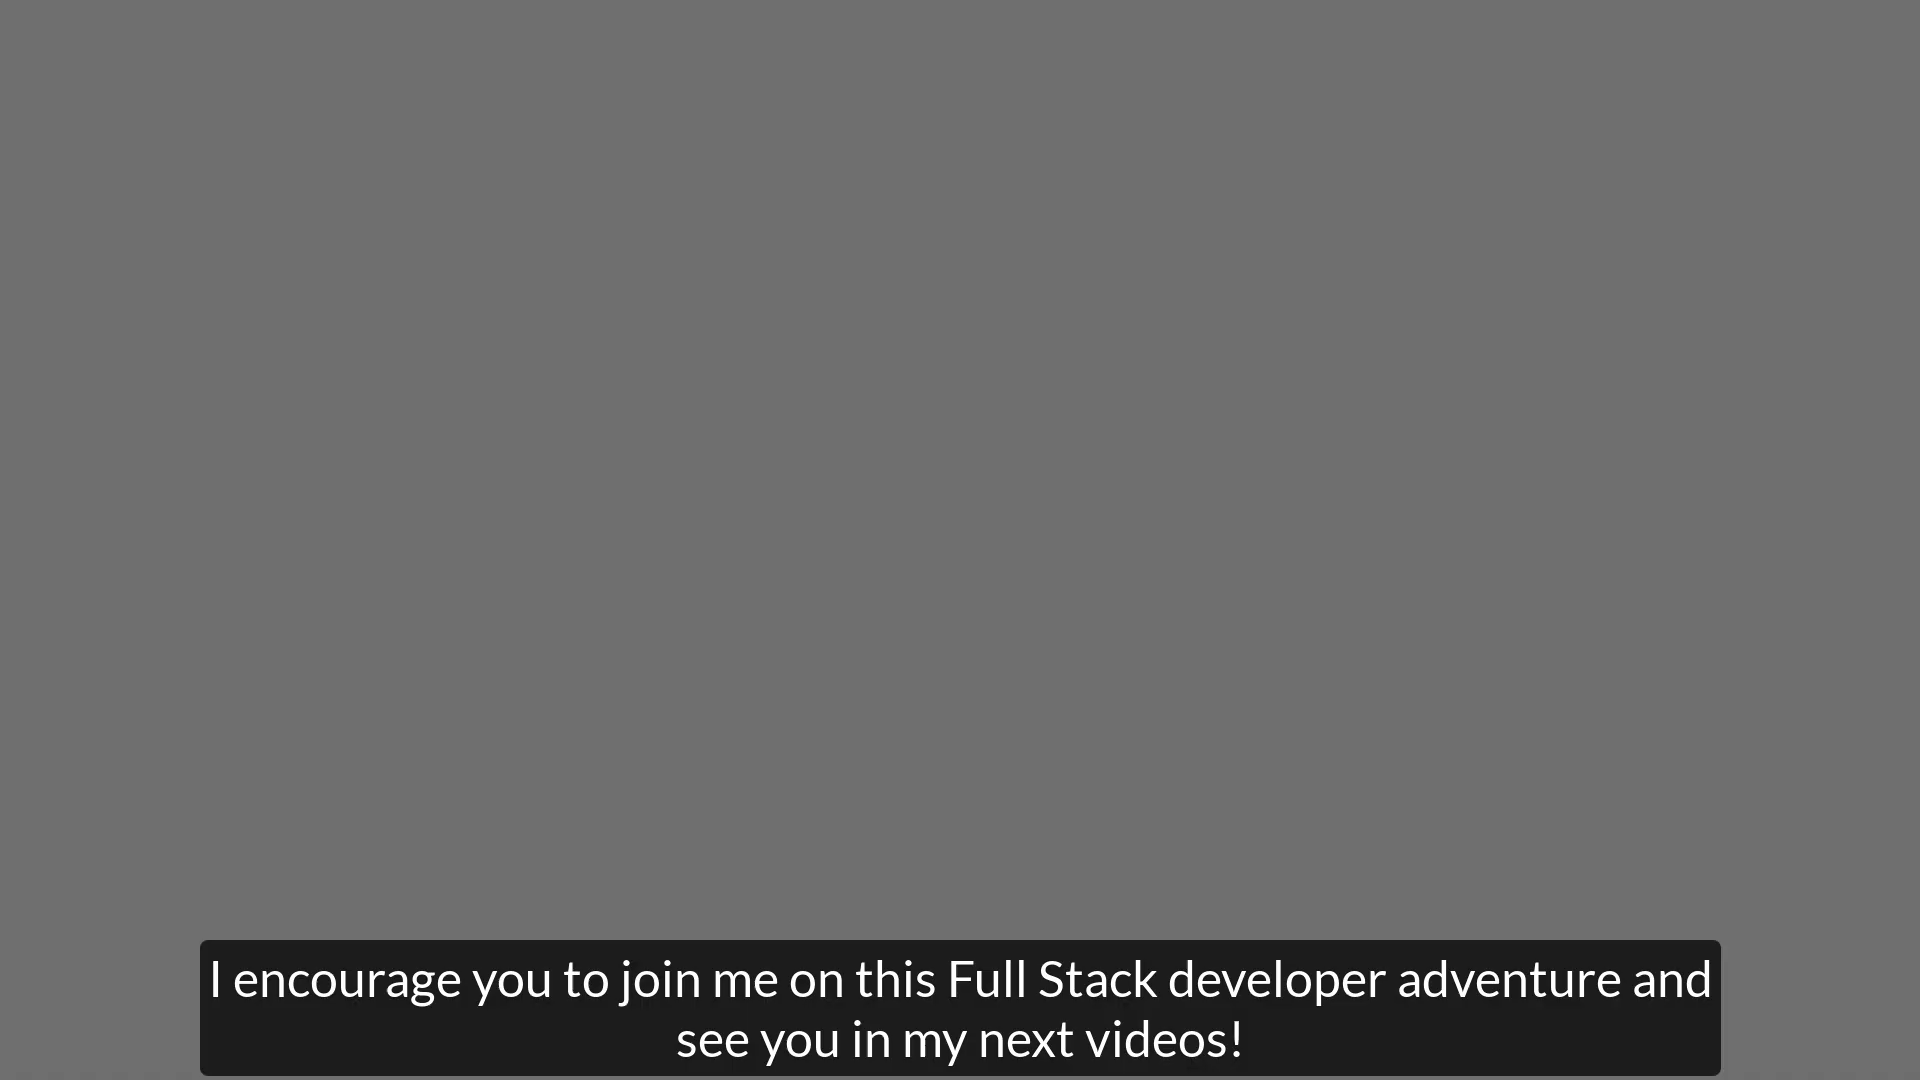 I encourage you to join me on this Full Stack developer adventure and
see you in my next videos!